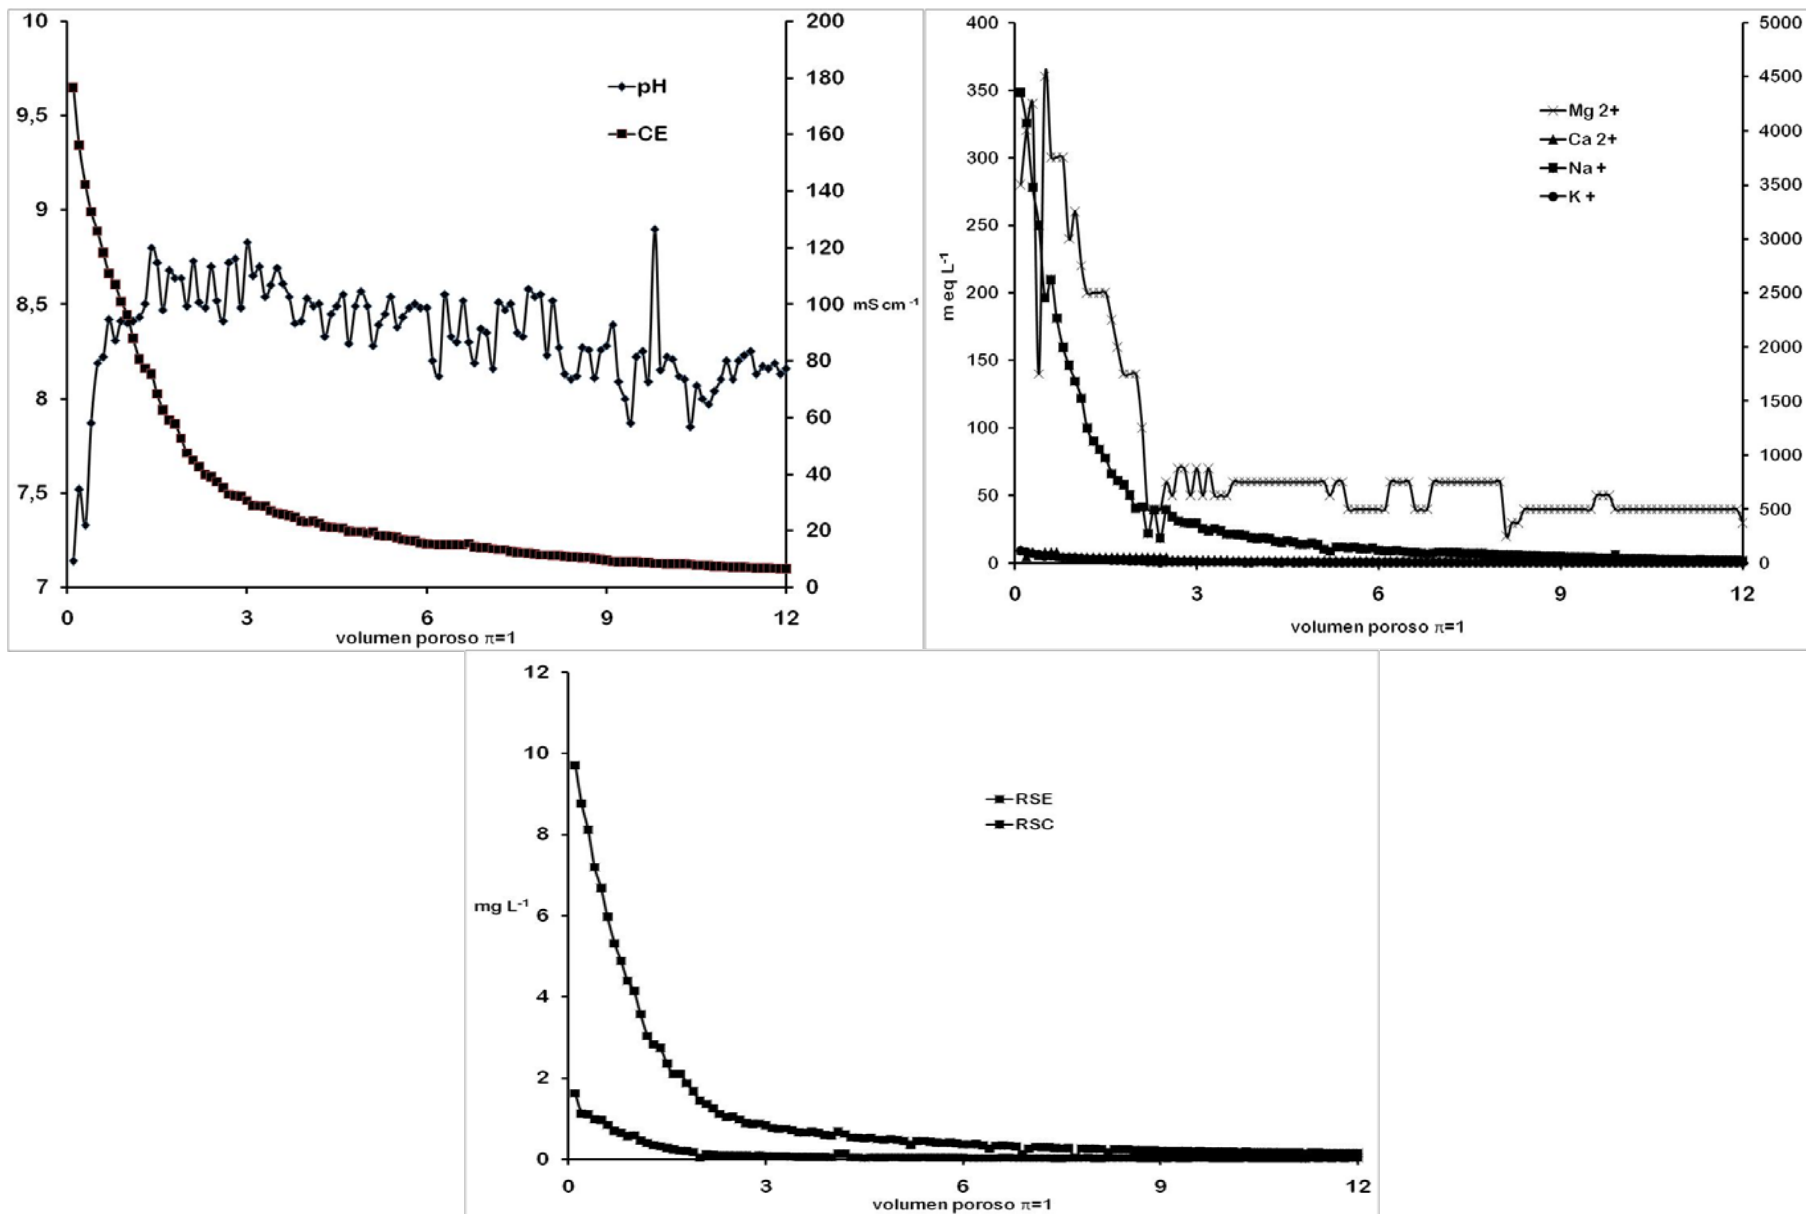 10
9,5
9
8,5
8
7,5
7
200
180
160
140
120
100
80
60
40
20
0
mS cm -1
pH
CE
0 3 6 9 12
volumen poroso π=1
400
350
300
250
200
150
100
50
0
m eq L-1
5000
4500
4000
3500
3000
2500
2000
1500
1000
500
0
Mg 2+
Ca 2+
Na +
K +
0 3 6 9 12
volumen poroso π=1
12
10
8
6
4
2
0
mg L-1
RSE
RSC
0 3 6 9 12
volumen poroso π=1